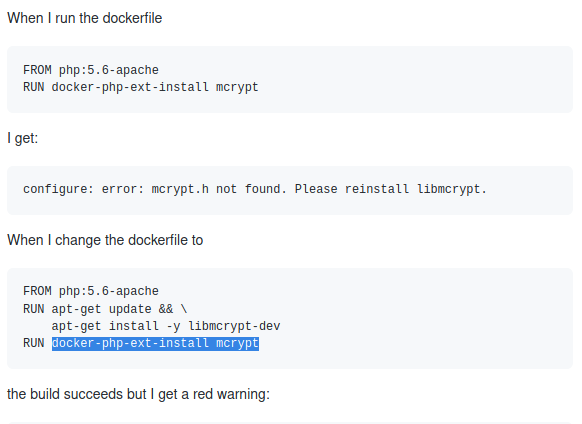 When I run the dockerfile
FROM php:5.6-apache
RUN docker-php-ext-install mcrypt
I get:
configure: error: mcrypt.h not found. Please reinstall libmcrypt.
When I change the dockerfile to
FROM php:5.6-apache
RUN apt-get update && \
    apt-get install -y libmcrypt-dev
RUN docker-php-ext-install mcrypt
the build succeeds but I get a red warning: